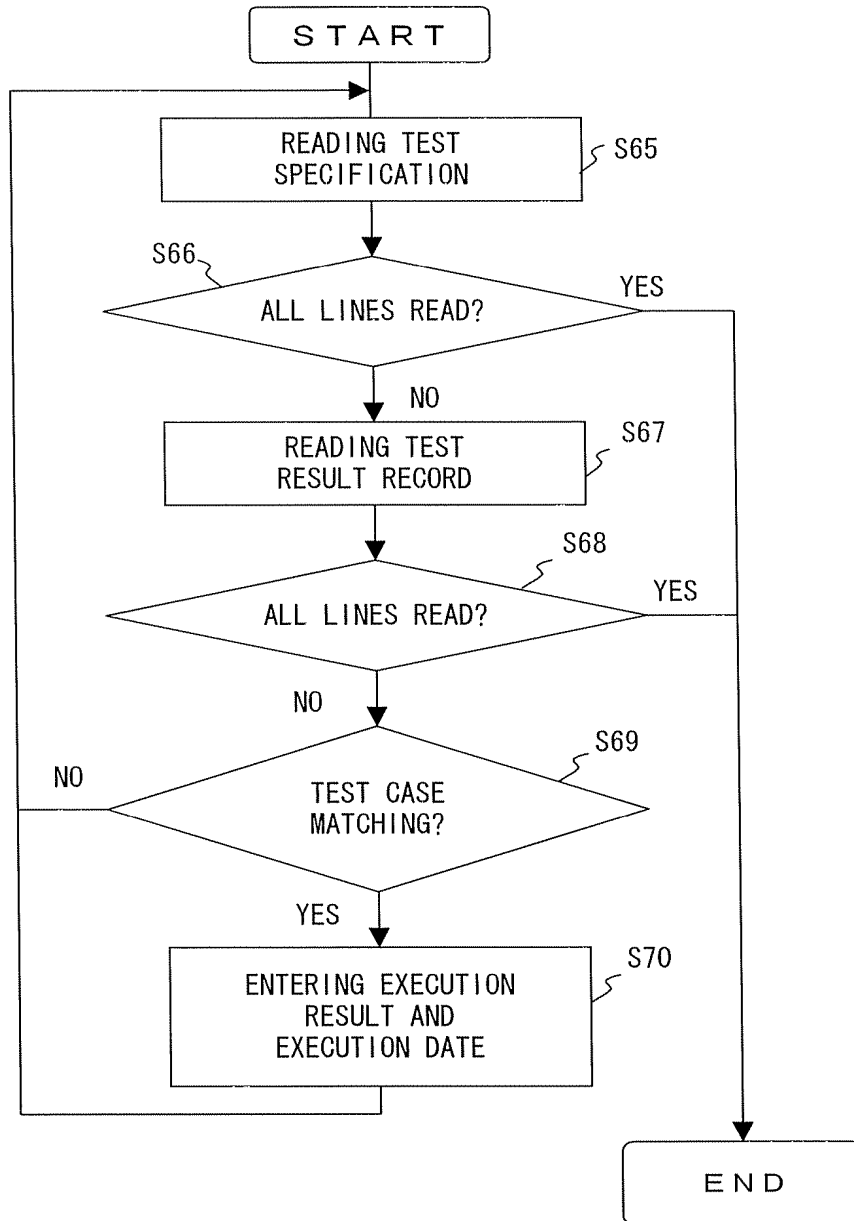 START
READING TEST
SPECIFICATION
S65
S66
ALL LINES READ?
YES
NO
READING TEST
RESULT RECORD
S67
S68
ALL LINES READ?
YES
NO
S69
NO
TEST CASE
MATCHING?
YES
ENTERING EXECUTION
RESULT AND
EXECUTION DATE
S70
END